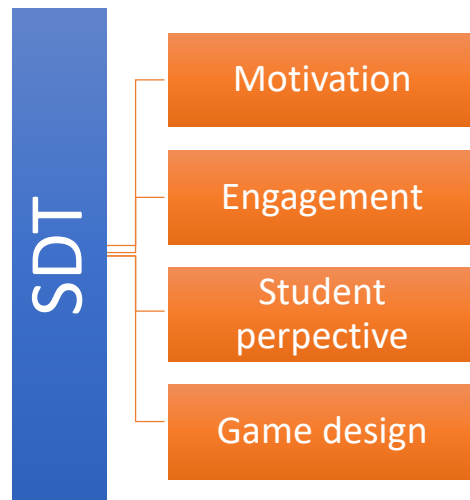 SDT
Motivation
Engagement
Student
perpective
Game design